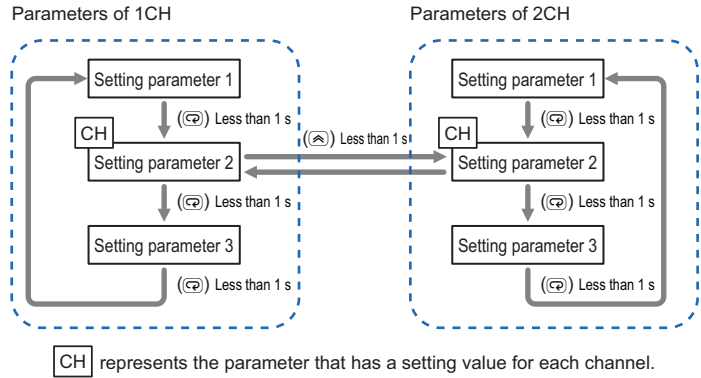 Parameters of 1CH
Parameters of 2CH
Setting parameter 1
Setting parameter 1
( ) Less than 1 s
( ) Less than 1 s
CH
( ) Less than 1 s
CH
Setting parameter 2
Setting parameter 2
( ) Less than 1 s
( ) Less than 1 s
Setting parameter 3
Setting parameter 3
( ) Less than 1 s
( ) Less than 1 s
CH represents the parameter that has a setting value for each channel.